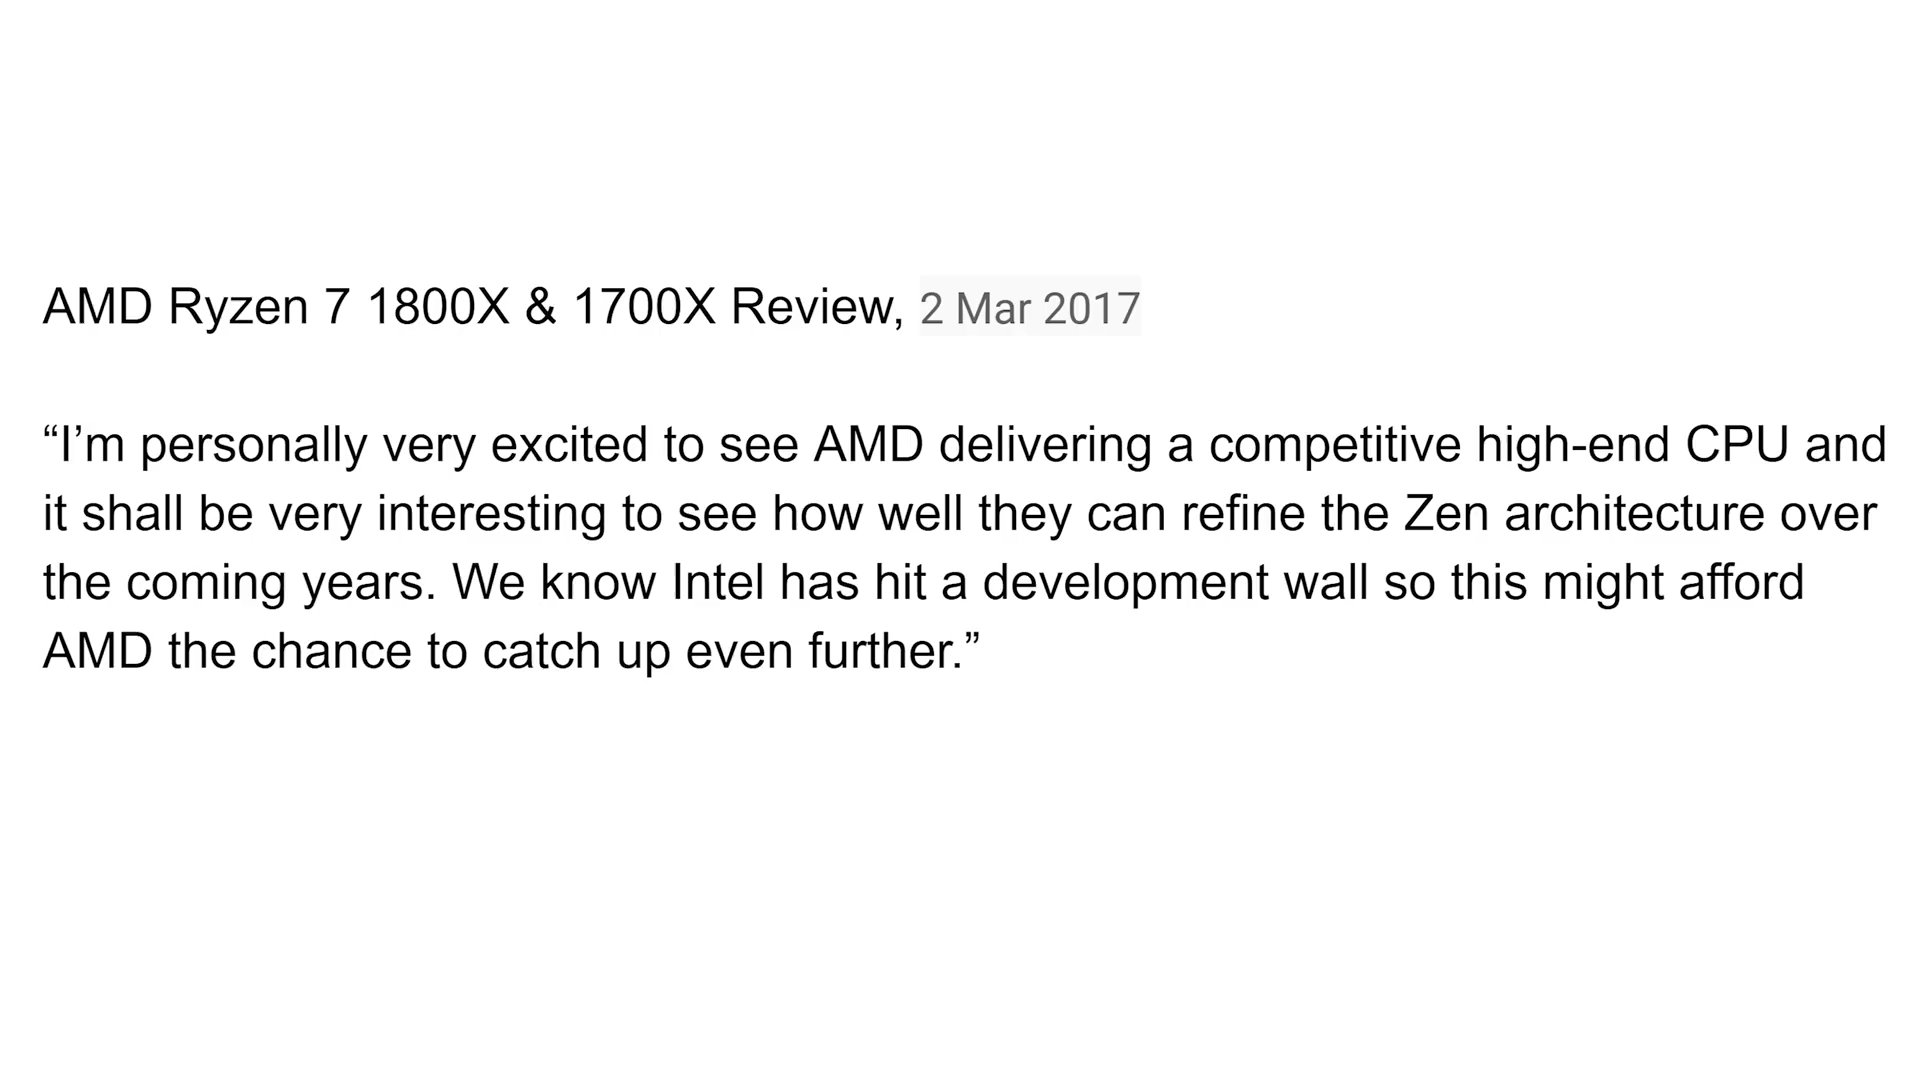 AMD Ryzen 7 1800X & 1700X Review, 2 Mar 2017
“I’m personally very excited to see AMD delivering a competitive high-end CPU and
it shall be very interesting to see how well they can refine the Zen architecture over
the coming years. We know Intel has hit a development wall so this might afford
AMD the chance to catch up even further.”